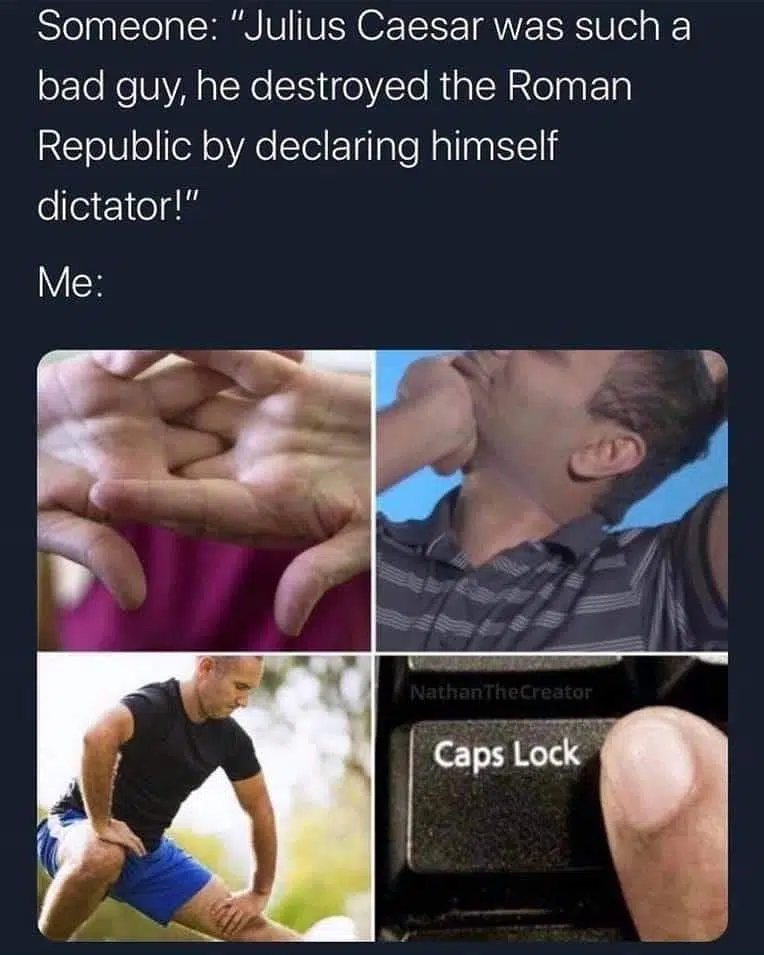 Someone: "Julius Caesar was such a
bad guy, he destroyed the Roman
Republic by declaring himself
dictator!"
Me:
NathanTheCreator
Caps Lock